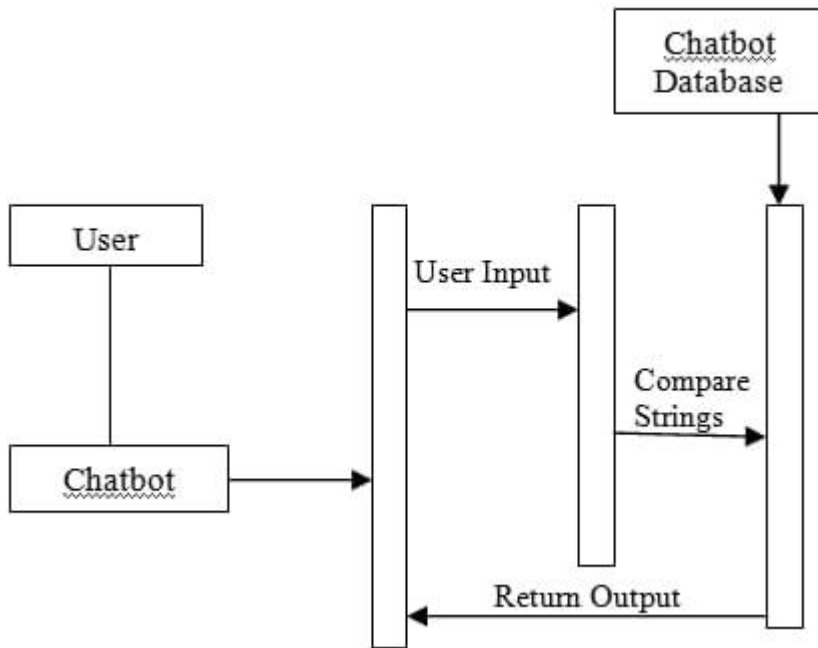 Chatbot
Database
User
User Input
Compare
Strings
Chatbot
Return Output